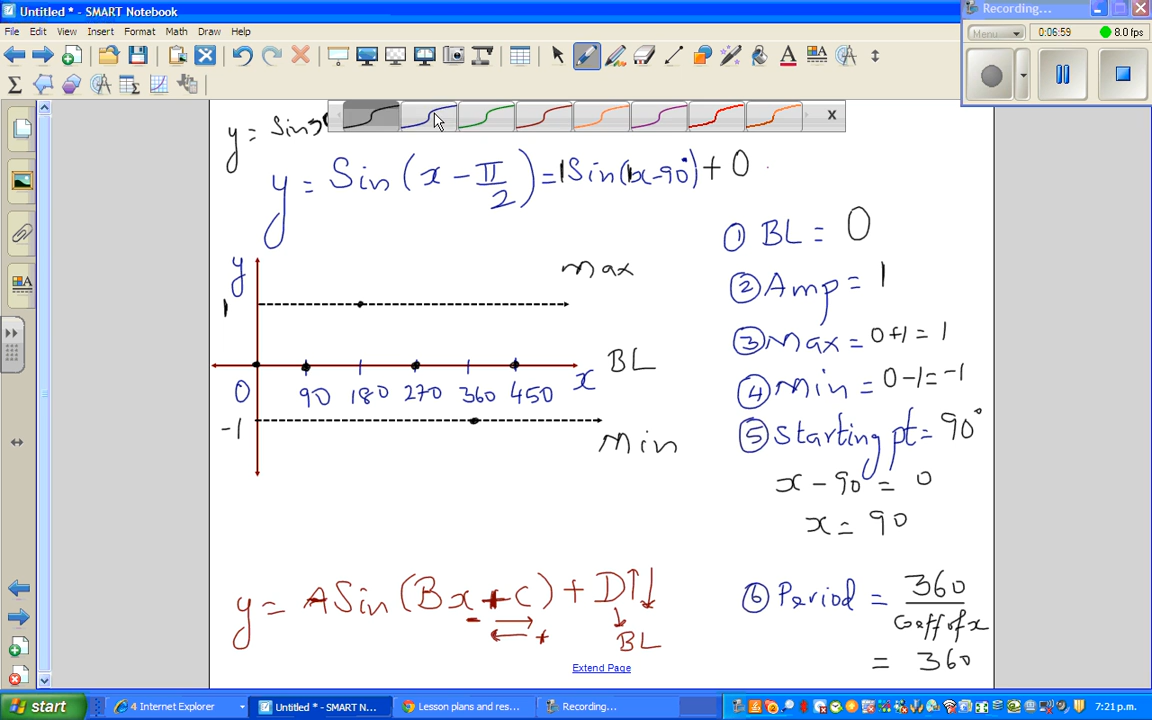 Untitled * - SMART Notebook
Recording...
Menu
0:06:59
8.0 fps
File Edit View Insert Format Math Draw Help
y = Sin x
y = Sin (x - π/2) = 1Sin(1x-90°) + 0
① BL = 0
② Amp = 1
③ Max = 0+1 = 1
④ Min = 0-1 = -1
⑤ Starting pt = 90°
x - 90 = 0
x = 90
⑥ Period = 360 / Coeff of x
= 360
y
Max
1
BL
0 90 180 270 360 450 x
-1
Min
y = A Sin (Bx + C) + D↑↓
- → ← +
↓
BL
Extend Page
start
4 Internet Explorer
Untitled * - SMART N...
Lesson plans and res...
Recording...
7:21 p.m.